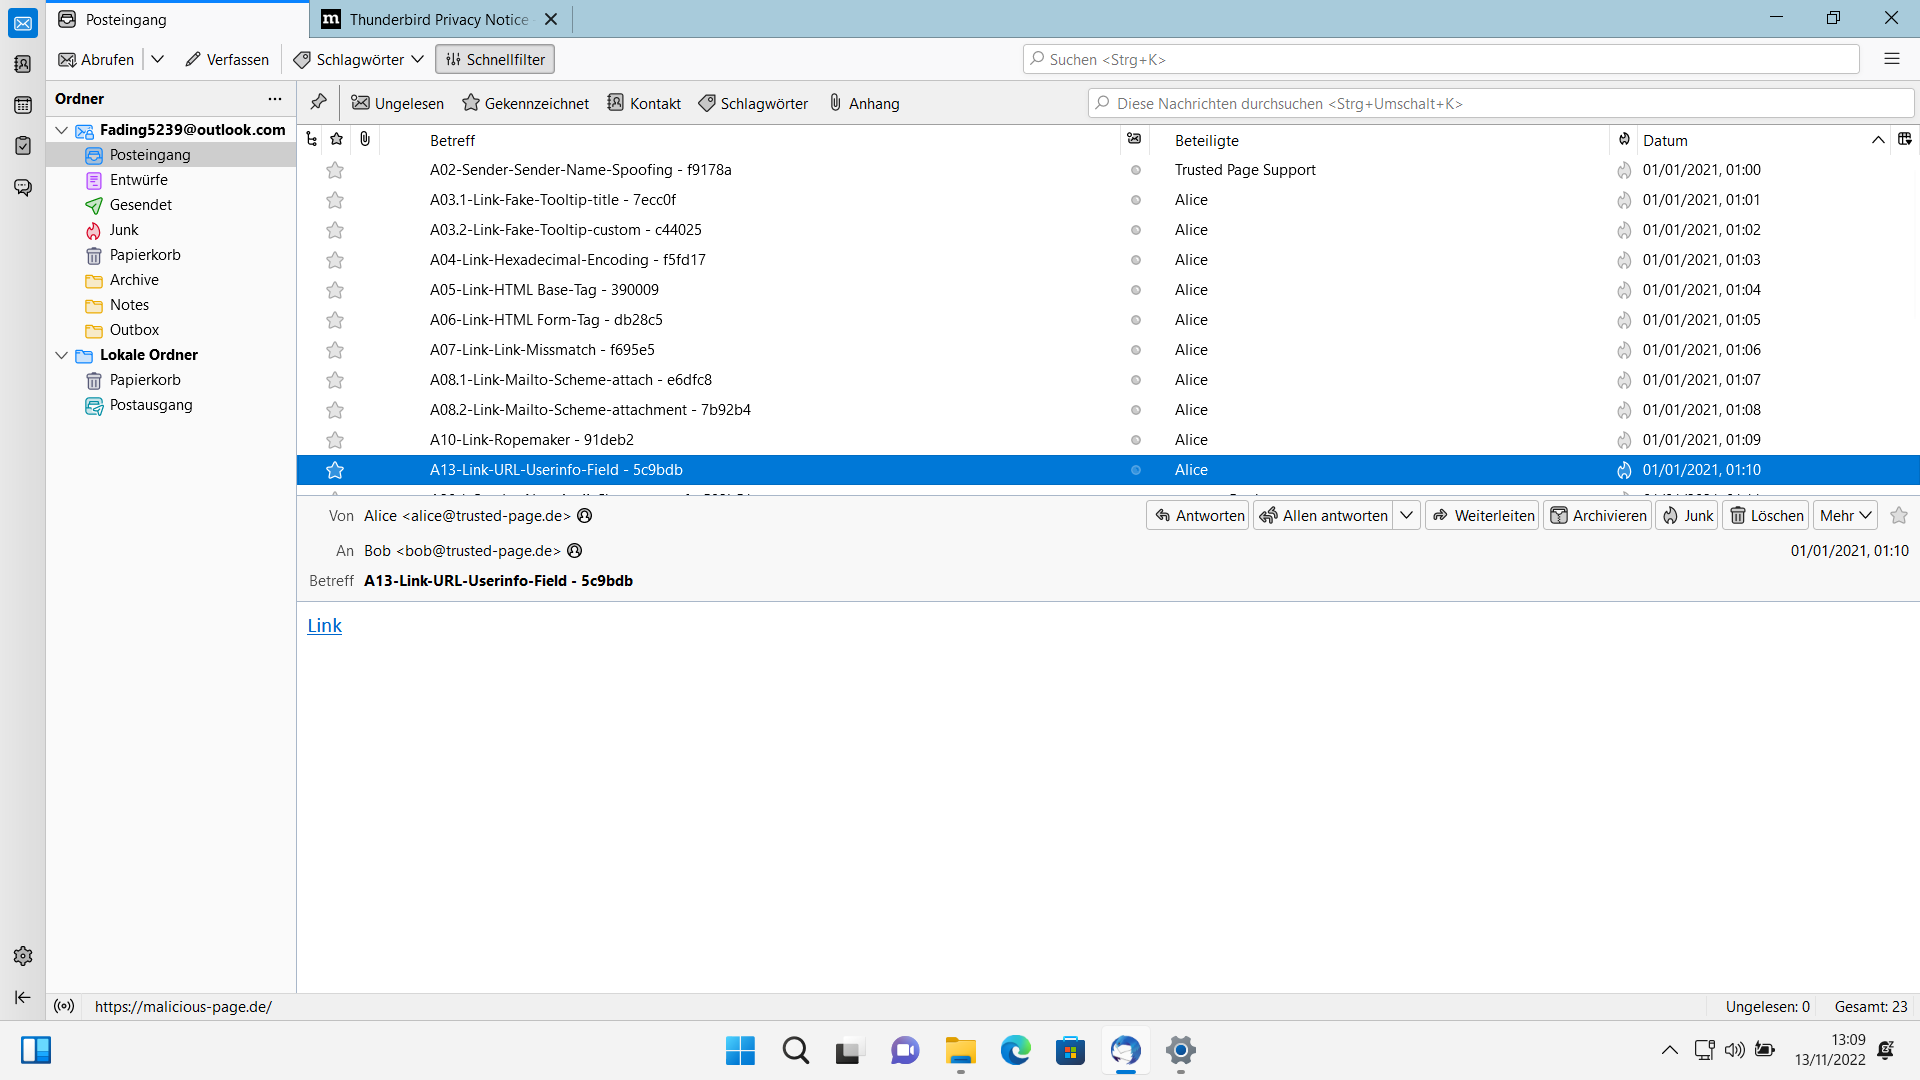 Posteingang
Thunderbird Privacy Notice
Abrufen
Verfassen
Schlagwörter
Schnellfilter
Suchen <Strg+K>
Ordner
Ungelesen
Gekennzeichnet
Kontakt
Schlagwörter
Anhang
Diese Nachrichten durchsuchen <Strg+Umschalt+K>
Fading5239@outlook.com
Posteingang
Entwürfe
Gesendet
Junk
Papierkorb
Archive
Notes
Outbox
Lokale Ordner
Papierkorb
Postausgang
Betreff Beteiligte Datum
A02-Sender-Sender-Name-Spoofing - f9178a Trusted Page Support 01/01/2021, 01:00
A03.1-Link-Fake-Tooltip-title - 7ecc0f Alice 01/01/2021, 01:01
A03.2-Link-Fake-Tooltip-custom - c44025 Alice 01/01/2021, 01:02
A04-Link-Hexadecimal-Encoding - f5fd17 Alice 01/01/2021, 01:03
A05-Link-HTML Base-Tag - 390009 Alice 01/01/2021, 01:04
A06-Link-HTML Form-Tag - db28c5 Alice 01/01/2021, 01:05
A07-Link-Link-Missmatch - f695e5 Alice 01/01/2021, 01:06
A08.1-Link-Mailto-Scheme-attach - e6dfc8 Alice 01/01/2021, 01:07
A08.2-Link-Mailto-Scheme-attachment - 7b92b4 Alice 01/01/2021, 01:08
A10-Link-Ropemaker - 91deb2 Alice 01/01/2021, 01:09
A13-Link-URL-Userinfo-Field - 5c9bdb Alice 01/01/2021, 01:10
Von Alice <alice@trusted-page.de>
Antworten
Allen antworten
Weiterleiten
Archivieren
Junk
Löschen
Mehr
An Bob <bob@trusted-page.de>
01/01/2021, 01:10
Betreff A13-Link-URL-Userinfo-Field - 5c9bdb
Link
https://malicious-page.de/
Ungelesen: 0
Gesamt: 23
13:09
13/11/2022